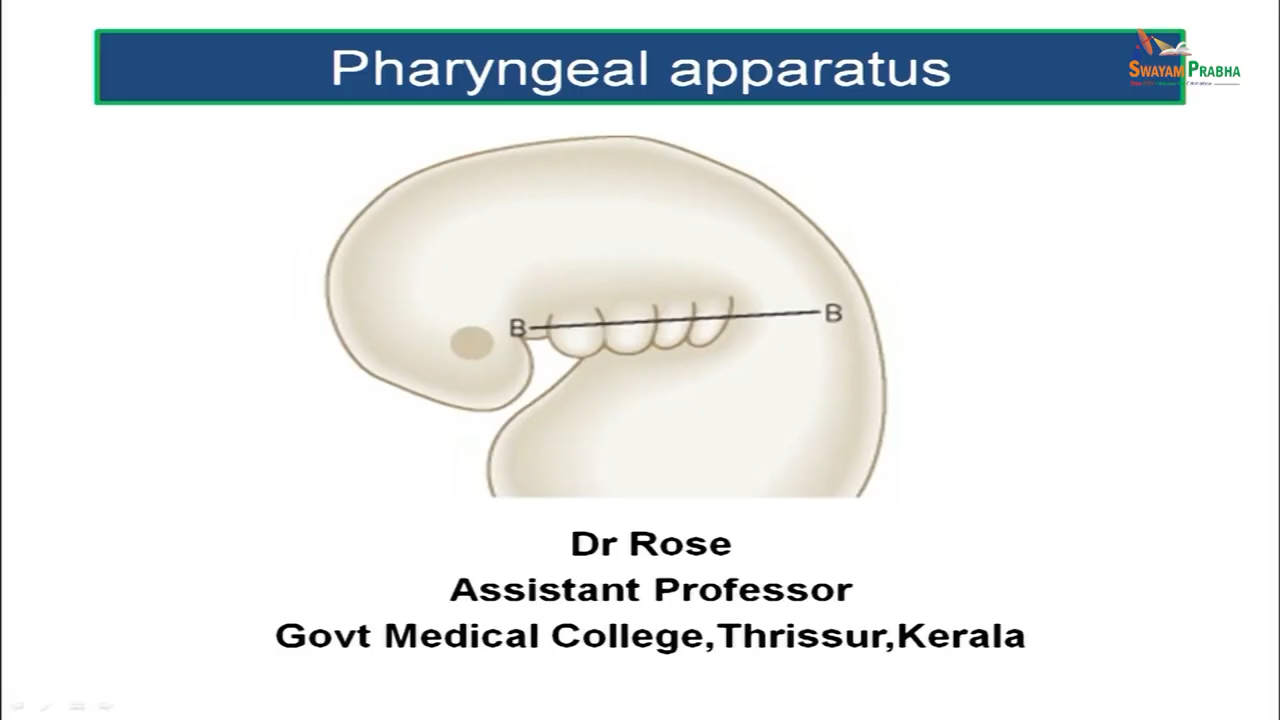 Pharyngeal apparatus
SWAYAM PRABHA
B B
Dr Rose
Assistant Professor
Govt Medical College,Thrissur,Kerala